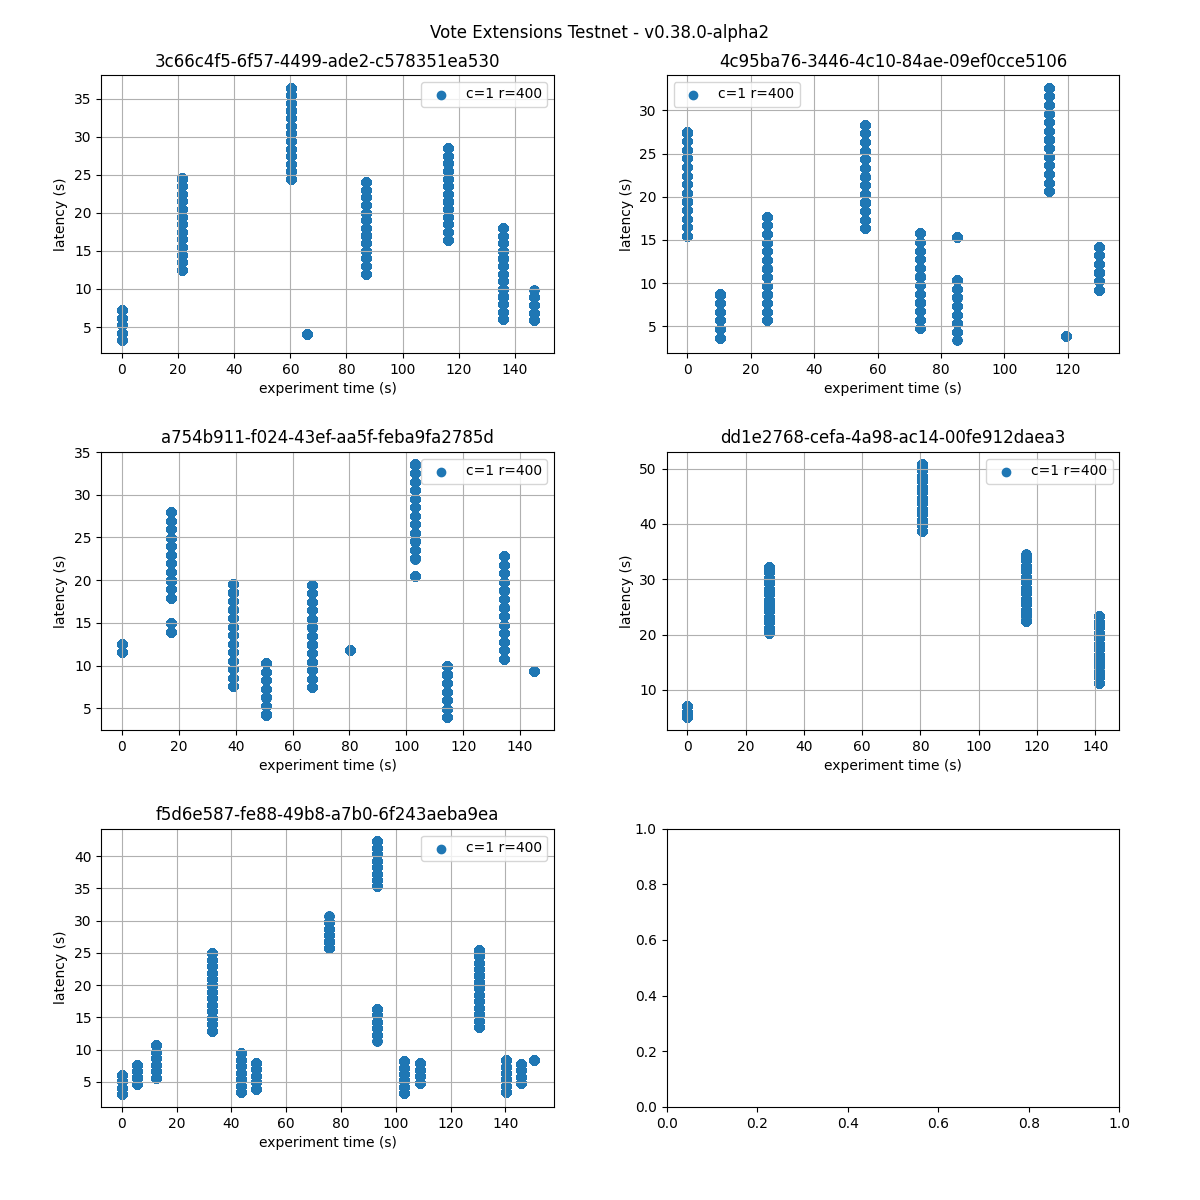 Vote Extensions Testnet - v0.38.0-alpha2
3c66c4f5-6f57-4499-ade2-c578351ea530
c=1 r=400
35
30
25
20
15
10
5
latency (s)
0 20 40 60 80 100 120 140
experiment time (s)
4c95ba76-3446-4c10-84ae-09ef0cce5106
c=1 r=400
30
25
20
15
10
5
latency (s)
0 20 40 60 80 100 120
experiment time (s)
a754b911-f024-43ef-aa5f-feba9fa2785d
c=1 r=400
35
30
25
20
15
10
5
latency (s)
0 20 40 60 80 100 120 140
experiment time (s)
dd1e2768-cefa-4a98-ac14-00fe912daea3
c=1 r=400
50
40
30
20
10
latency (s)
0 20 40 60 80 100 120 140
experiment time (s)
f5d6e587-fe88-49b8-a7b0-6f243aeba9ea
c=1 r=400
40
35
30
25
20
15
10
5
latency (s)
0 20 40 60 80 100 120 140
experiment time (s)
1.0
0.8
0.6
0.4
0.2
0.0
0.0 0.2 0.4 0.6 0.8 1.0